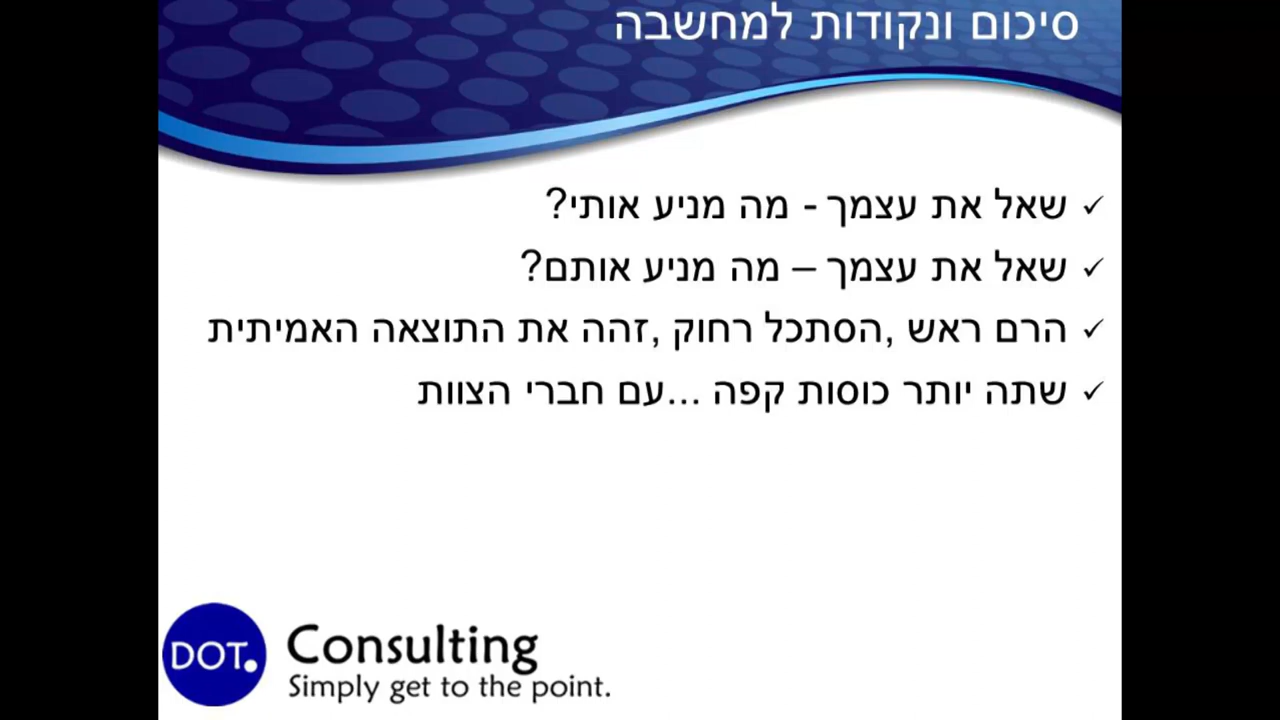 סיכום ונקודות למחשבה
✓ שאל את עצמך - מה מניע אותי?
✓ שאל את עצמך – מה מניע אותם?
✓ הרם ראש ,הסתכל רחוק ,זהה את התוצאה האמיתית
✓ שתה יותר כוסות קפה ...עם חברי הצוות
DOT. Consulting
Simply get to the point.